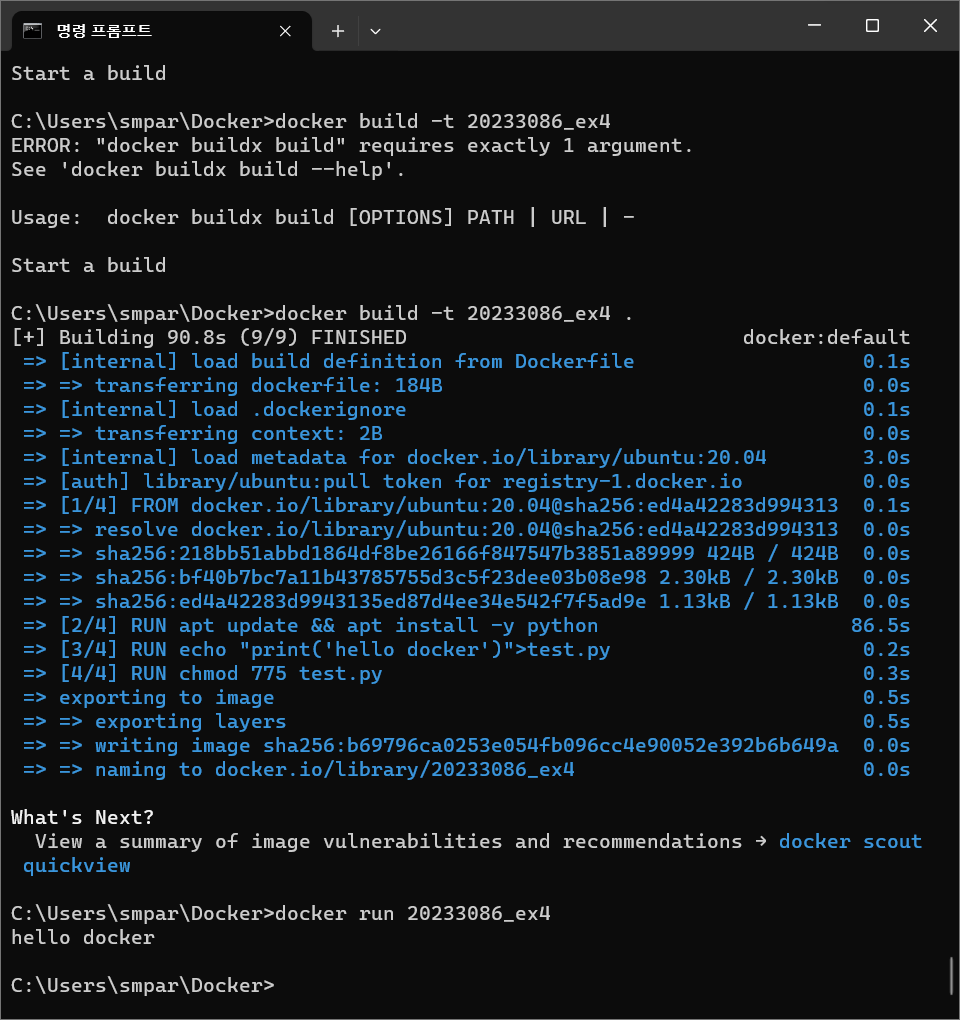 명령 프롬프트
Start a build
C:\Users\smpar\Docker>docker build -t 20233086_ex4
ERROR: "docker buildx build" requires exactly 1 argument.
See 'docker buildx build --help'.
Usage:  docker buildx build [OPTIONS] PATH | URL | -
Start a build
C:\Users\smpar\Docker>docker build -t 20233086_ex4 .
[+] Building 90.8s (9/9) FINISHED docker:default
=> [internal] load build definition from Dockerfile 0.1s
=> => transferring dockerfile: 184B 0.0s
=> [internal] load .dockerignore 0.1s
=> => transferring context: 2B 0.0s
=> [internal] load metadata for docker.io/library/ubuntu:20.04 3.0s
=> [auth] library/ubuntu:pull token for registry-1.docker.io 0.0s
=> [1/4] FROM docker.io/library/ubuntu:20.04@sha256:ed4a42283d994313 0.1s
=> => resolve docker.io/library/ubuntu:20.04@sha256:ed4a42283d994313 0.0s
=> => sha256:218bb51abbd1864df8be26166f847547b3851a89999 424B / 424B 0.0s
=> => sha256:bf40b7bc7a11b43785755d3c5f23dee03b08e98 2.30kB / 2.30kB 0.0s
=> => sha256:ed4a42283d9943135ed87d4ee34e542f7f5ad9e 1.13kB / 1.13kB 0.0s
=> [2/4] RUN apt update && apt install -y python 86.5s
=> [3/4] RUN echo "print('hello docker')">test.py 0.2s
=> [4/4] RUN chmod 775 test.py 0.3s
=> exporting to image 0.5s
=> => exporting layers 0.5s
=> => writing image sha256:b69796ca0253e054fb096cc4e90052e392b6b649a 0.0s
=> => naming to docker.io/library/20233086_ex4 0.0s
What's Next?
View a summary of image vulnerabilities and recommendations → docker scout
quickview
C:\Users\smpar\Docker>docker run 20233086_ex4
hello docker
C:\Users\smpar\Docker>